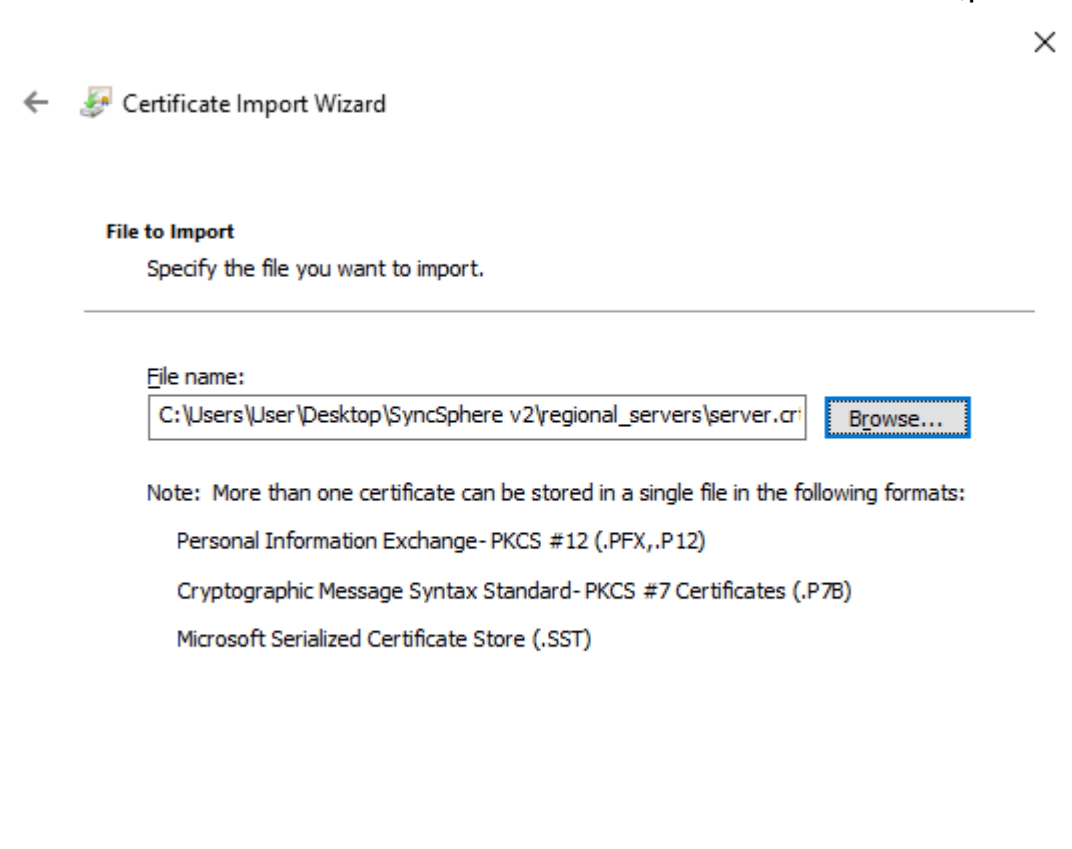 Certificate Import Wizard
File to Import
Specify the file you want to import.
File name:
C:\Users\User\Desktop\SyncSphere v2\regional_servers\server.crt
Browse...
Note: More than one certificate can be stored in a single file in the following formats:
Personal Information Exchange- PKCS #12 (.PFX,.P12)
Cryptographic Message Syntax Standard- PKCS #7 Certificates (.P7B)
Microsoft Serialized Certificate Store (.SST)